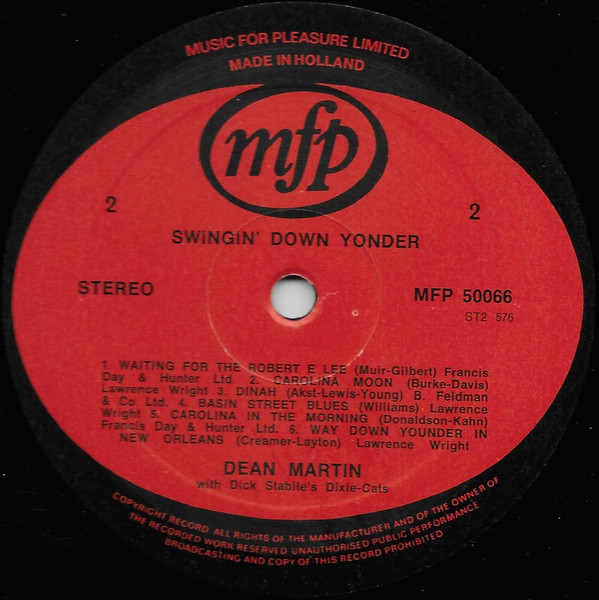 MUSIC FOR PLEASURE LIMITED
MADE IN HOLLAND
mfp
2 2
SWiNGiN' DOWN YONDER
STEREO MFP 50066
ST2 576
1. WAITING FOR THE ROBERT E LEE (Muir-Gilbert) Francis
Day & Hunter Ltd. 2. CAROLINA MOON (Burke-Davis)
Lawrence Wright 3. DINAH (Akst-Lewis-Young) B. Feldman
& Co Ltd. 4. BASIN STREET BLUES (Williams) Lawrence
Wright 5. CAROLINA IN THE MORNING (Donaldson-Kahn)
Francis Day & Hunter Ltd. 6. WAY DOWN YOUNDER IN
NEW ORLEANS (Creamer-Layton) Lawrence Wright
DEAN MARTIN
with Dick Stabile's Dixie-Cats
COPYRIGHT RECORD ALL RIGHTS OF THE MANUFACTURER AND OF THE OWNER OF
THE RECORDED WORK RESERVED UNAUTHORISED PUBLIC PERFORMANCE
BROADCASTING AND COPY OF THIS RECORD PROHIBITED